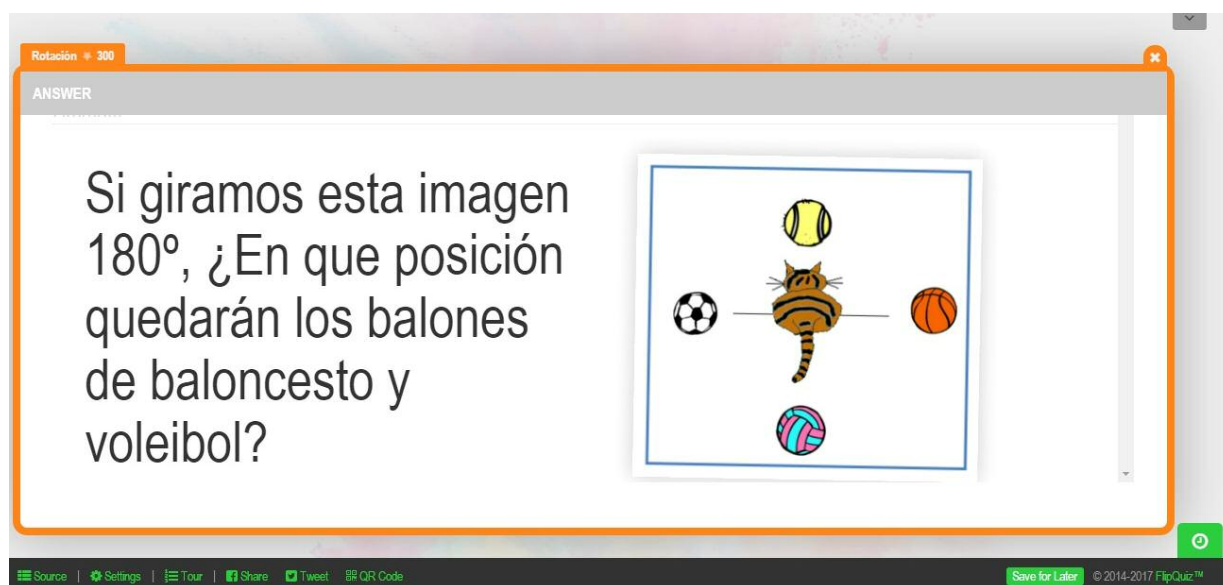 Rotación 300
ANSWER
Si giramos esta imagen
180º, ¿En que posición
quedarán los balones
de baloncesto y
voleibol?
Source | Settings | Tour | Share Tweet QR Code Save for Later © 2014-2017 FlipQuiz™